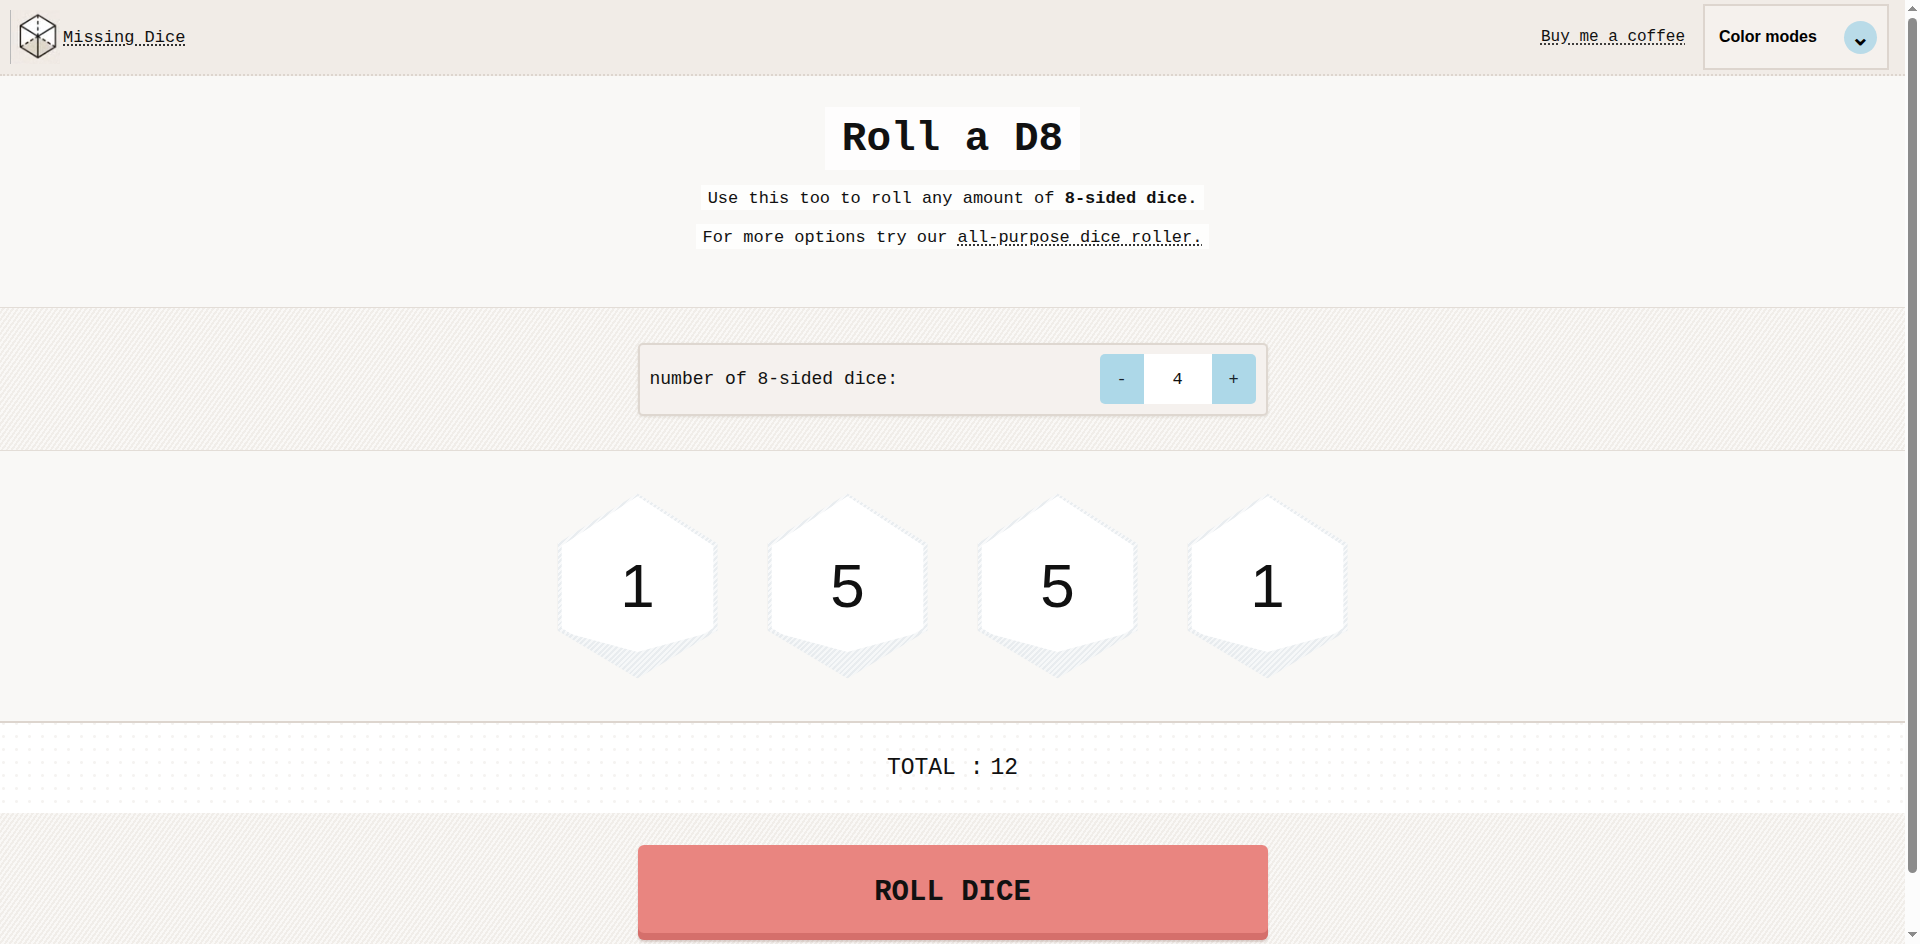 Missing Dice
Buy me a coffee
Color modes
Roll a D8
Use this too to roll any amount of 8-sided dice.
For more options try our all-purpose dice roller.
number of 8-sided dice:
- 4 +
1 5 5 1
TOTAL : 12
ROLL DICE